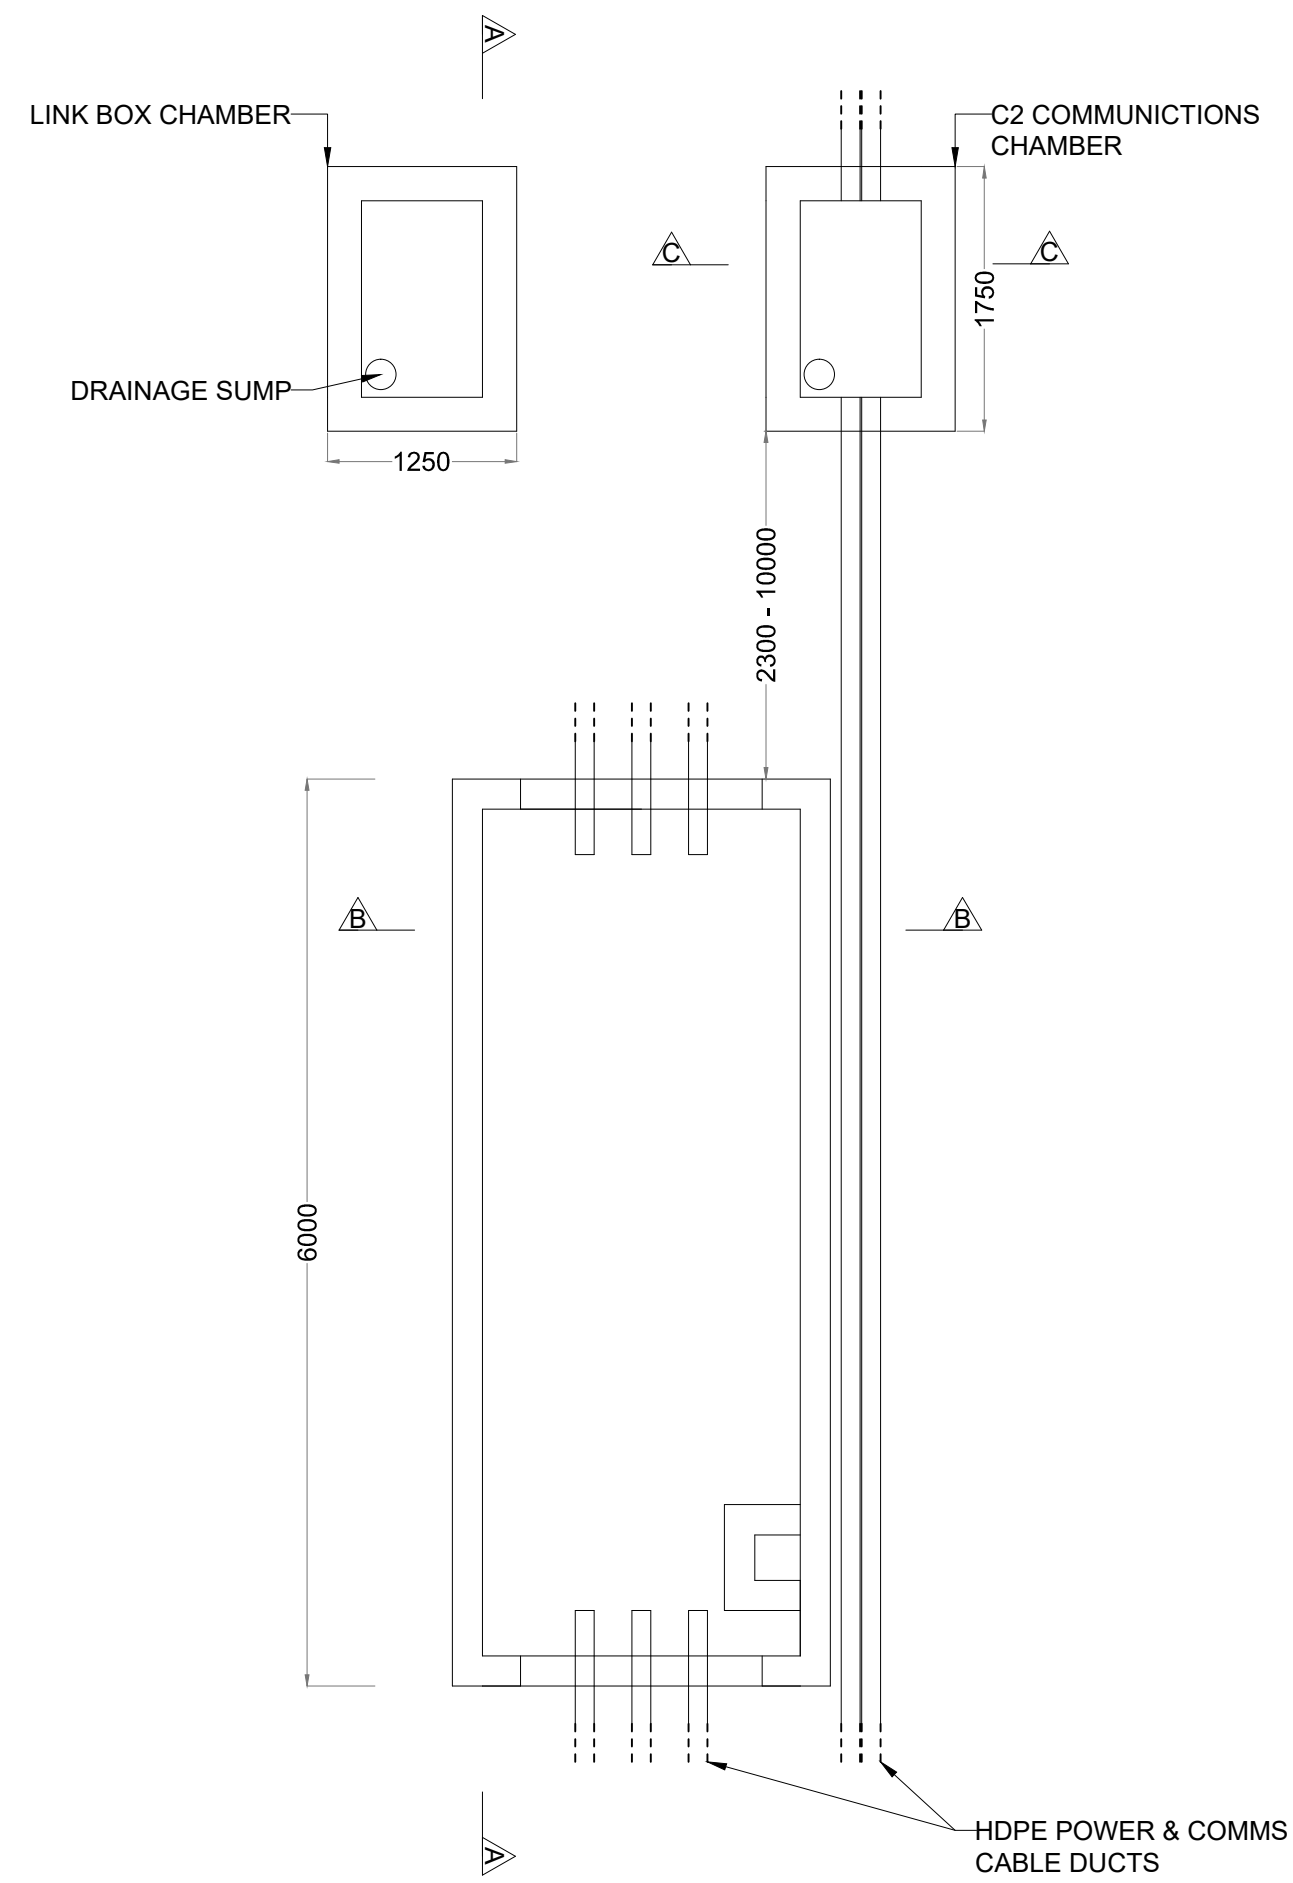 A
LINK BOX CHAMBER
C2 COMMUNICTIONS
CHAMBER
C
C
1750
DRAINAGE SUMP
1250
2300 - 10000
B
B
6000
HDPE POWER & COMMS
CABLE DUCTS
A